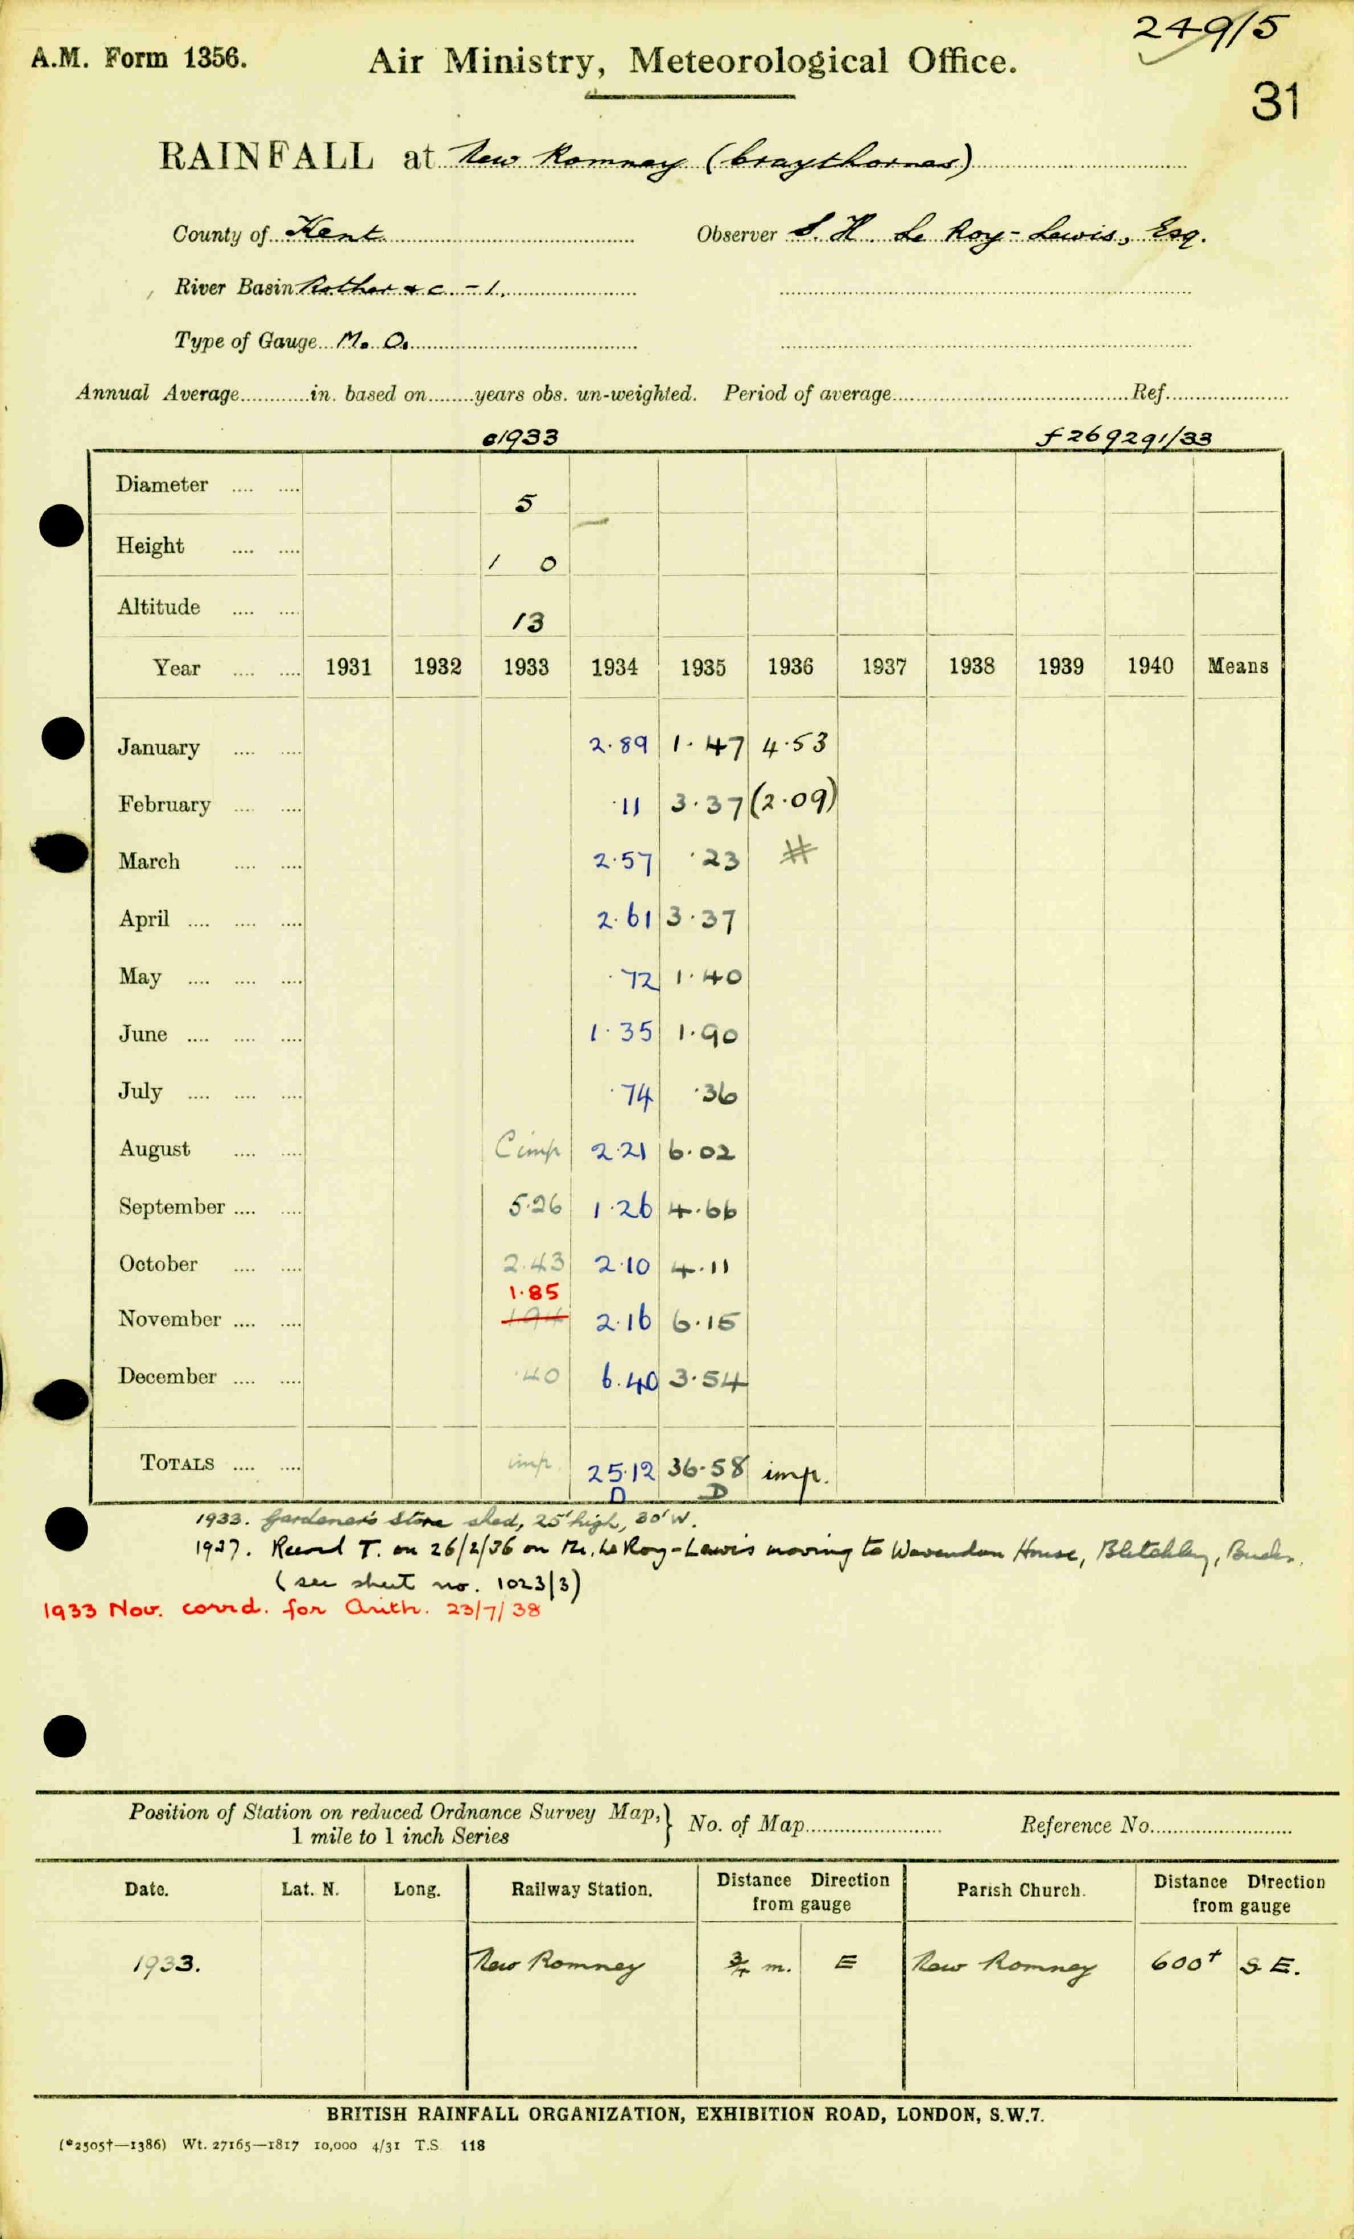 249/5
A.M. Form 1356. Air Ministry, Meteorological Office.
31
RAINFALL at New Romney (Craythornes)
County of Kent Observer S. H. Le Roy-Lewis, Esq.
River Basin Rother & c. -1.
Type of Gauge M. O.
Annual Average in. based on years obs. un-weighted. Period of average Ref.
c1933 f269291/33
Diameter 5
Height 1 0
Altitude 13
Year 1931 1932 1933 1934 1935 1936 1937 1938 1939 1940 Means
January 2.89 1.47 4.53
February .11 3.37 (2.09)
March 2.57 .23 #
April 2.61 3.37
May .72 1.40
June 1.35 1.90
July .74 .36
August C imp 2.21 6.02
September 5.26 1.26 4.66
October 2.43 2.10 4.11
1.85
November 194 2.16 6.15
December .40 6.40 3.54
TOTALS imp. 25.12 36.58 imp.
D D
1933. Gardener's Store shed, 25' high, 30' W.
1937. Record T. on 26/2/36 on Mr. Le Roy-Lewis moving to Wavendon House, Bletchley, Bucks.
(see sheet no. 1023/3)
1933 Nov. corrd. for Arith. 23/7/38
Position of Station on reduced Ordnance Survey Map, } No. of Map Reference No.
1 mile to 1 inch Series
Date. Lat. N. Long. Railway Station. Distance Direction from gauge Parish Church. Distance Direction from gauge
1933. New Romney 3/4 m. E New Romney 600+ S E.
BRITISH RAINFALL ORGANIZATION, EXHIBITION ROAD, LONDON, S.W.7.
(*2505†—1386) Wt. 27165—1817 10,000 4/31 T.S. 118